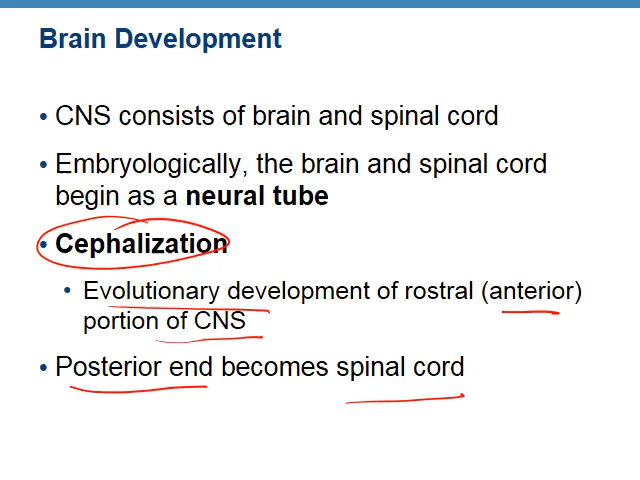 Brain Development
• CNS consists of brain and spinal cord
• Embryologically, the brain and spinal cord
begin as a neural tube
• Cephalization
• Evolutionary development of rostral (anterior)
portion of CNS
• Posterior end becomes spinal cord